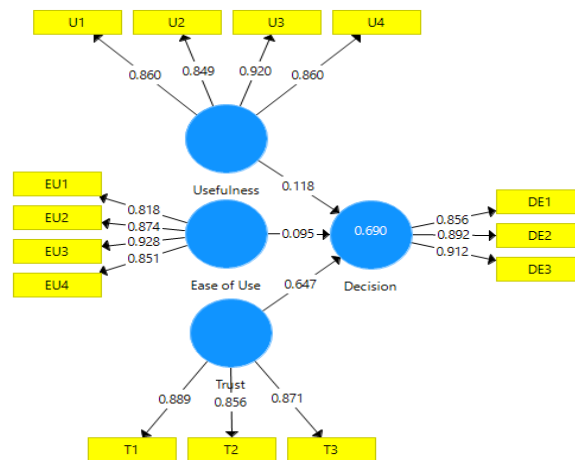 U1 U2 U3 U4
0.860 0.849 0.920 0.860
Usefulness
0.118
EU1
EU2
EU3
EU4
0.818
0.874
0.928
0.851
Ease of Use
0.095
0.690
Decision
0.856
0.892
0.912
DE1
DE2
DE3
0.647
Trust
0.889 0.856 0.871
T1 T2 T3